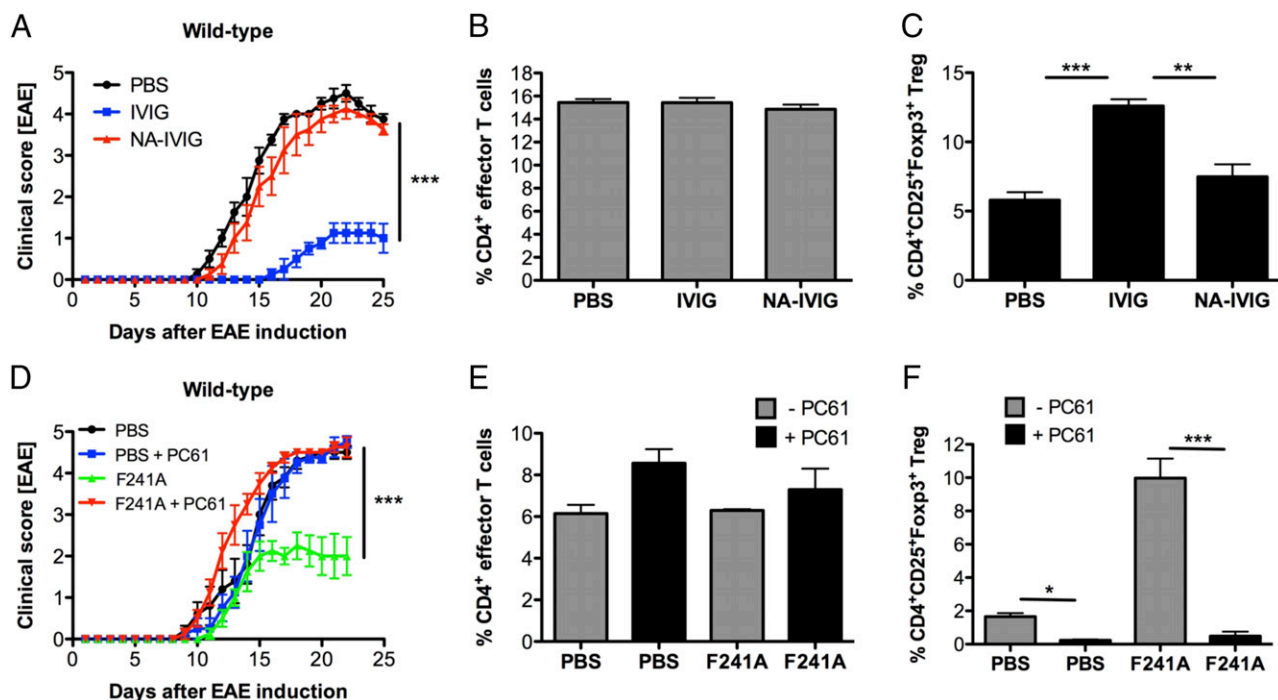 A
Wild-type
Clinical score [EAE]
5
4
3
2
1
0
PBS
IVIG
NA-IVIG
***
0 5 10 15 20 25
Days after EAE induction
B
% CD4+ effector T cells
18
16
14
12
10
8
6
4
2
0
PBS IVIG NA-IVIG
C
% CD4+CD25+Foxp3+ Treg
15
10
5
0
*** **
PBS IVIG NA-IVIG
D
Wild-type
Clinical score [EAE]
5
4
3
2
1
0
PBS
PBS + PC61
F241A
F241A + PC61
***
0 5 10 15 20 25
Days after EAE induction
E
% CD4+ effector T cells
10
8
6
4
2
0
- PC61
+ PC61
PBS PBS F241A F241A
F
% CD4+CD25+Foxp3+ Treg
12
10
8
6
4
2
0
- PC61
+ PC61
* ***
PBS PBS F241A F241A